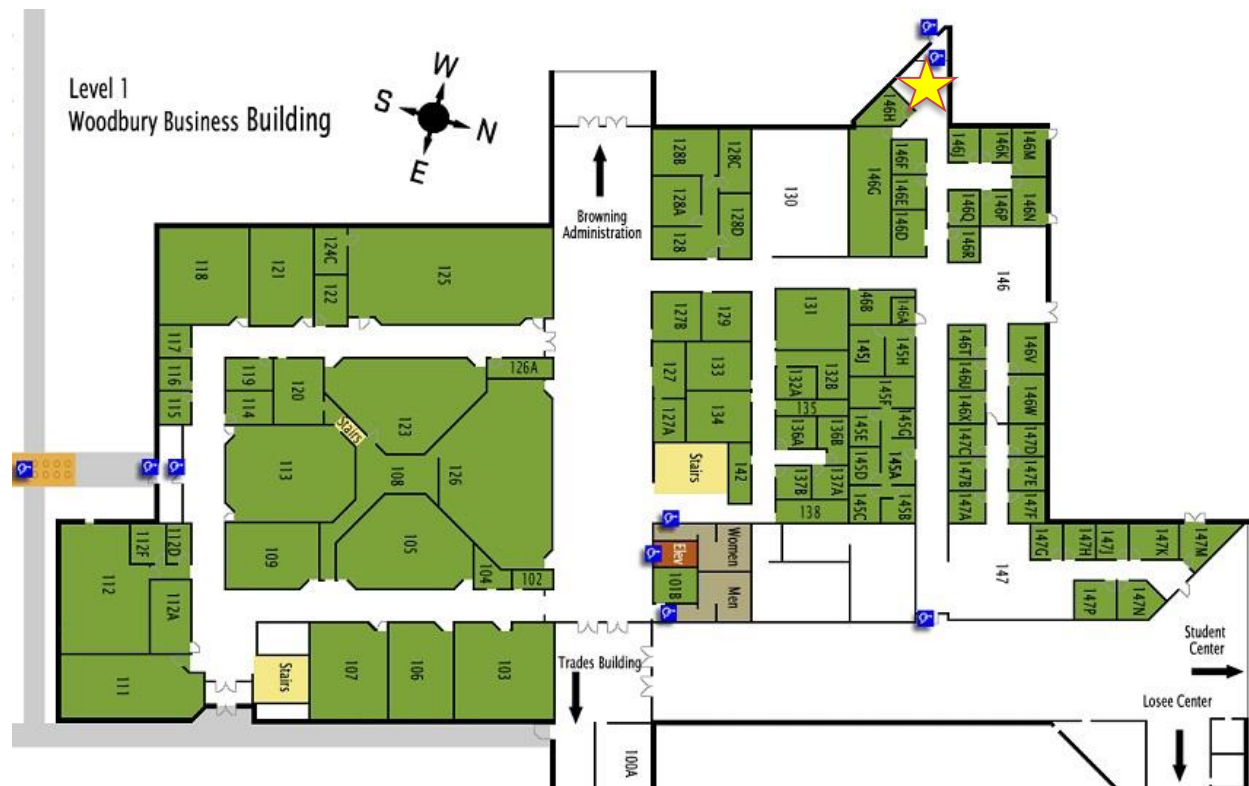 Level 1
Woodbury Business Building
W
S
N
E
Browning
Administration
128B
128C
128A
128D
128
130
146H
146G
146F
146E
146D
146J
146K
146M
146Q
146P
146N
146R
146
118
121
124C
122
125
117
116
115
119
114
120
126A
123
Stairs
113
108
126
109
105
104
102
127B
129
127
133
127A
134
Stairs
142
131
46B
146A
132A
132B
145J
145H
135
145F
136A
136B
145E
145G
137B
137A
145D
145A
138
145C
145B
146T
146U
146X
147C
147B
147A
146V
146W
147D
147E
147F
112F
112D
112
112A
111
Stairs
107
106
103
Elev
Women
101B
Men
147
147G
147H
147J
147K
147M
147P
147N
Trades Building
Student
Center
Losee Center
100A